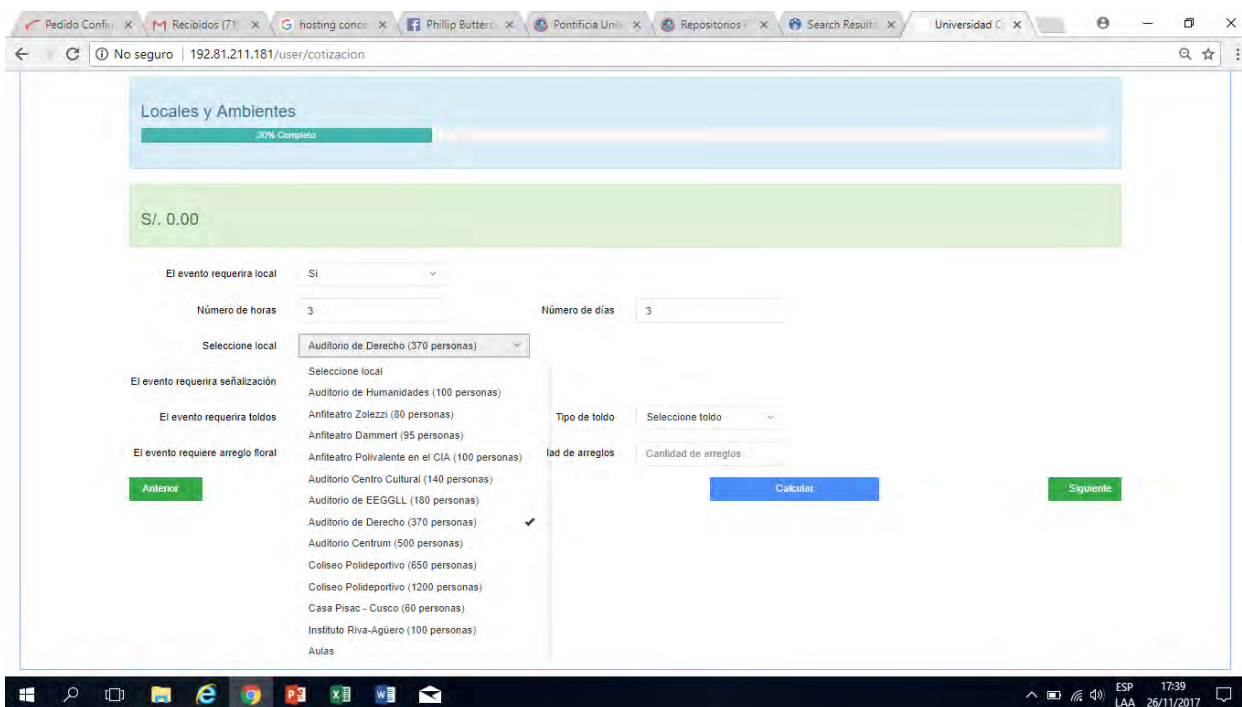 Pedido Confir
Recibidos (71
hosting conce
Phillip Butters
Pontificia Uni
Repositorios
Search Results
Universidad C
No seguro | 192.81.211.181/user/cotizacion
Locales y Ambientes
30% Completo
S/. 0.00
El evento requerira local Si
Número de horas 3 Número de días 3
Seleccione local Auditorio de Derecho (370 personas)
Seleccione local
El evento requerira señalización
Auditorio de Humanidades (100 personas)
El evento requerira toldos Anfiteatro Zolezzi (80 personas) Tipo de toldo Seleccione toldo
Anfiteatro Dammert (95 personas)
El evento requiere arreglo floral Anfiteatro Polivalente en el CIA (100 personas) lad de arreglos Cantidad de arreglos
Auditorio Centro Cultural (140 personas)
Anterior Calcular Siguiente
Auditorio de EEGGLL (180 personas)
Auditorio de Derecho (370 personas)
Auditorio Centrum (500 personas)
Coliseo Polideportivo (650 personas)
Coliseo Polideportivo (1200 personas)
Casa Pisac - Cusco (60 personas)
Instituto Riva-Agüero (100 personas)
Aulas
ESP 17:39
LAA 26/11/2017